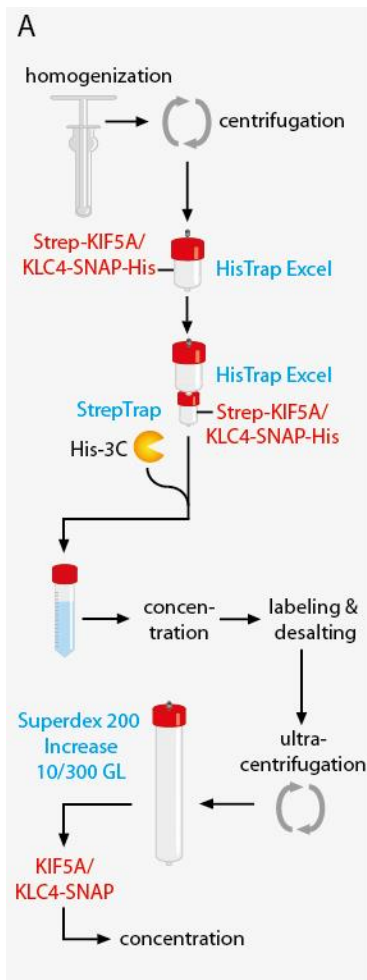 A
homogenization
centrifugation
Strep-KIF5A/
KLC4-SNAP-His
HisTrap Excel
HisTrap Excel
StrepTrap
Strep-KIF5A/
KLC4-SNAP-His
His-3C
concen-
tration
labeling &
desalting
Superdex 200
Increase
10/300 GL
ultra-
centrifugation
KIF5A/
KLC4-SNAP
concentration